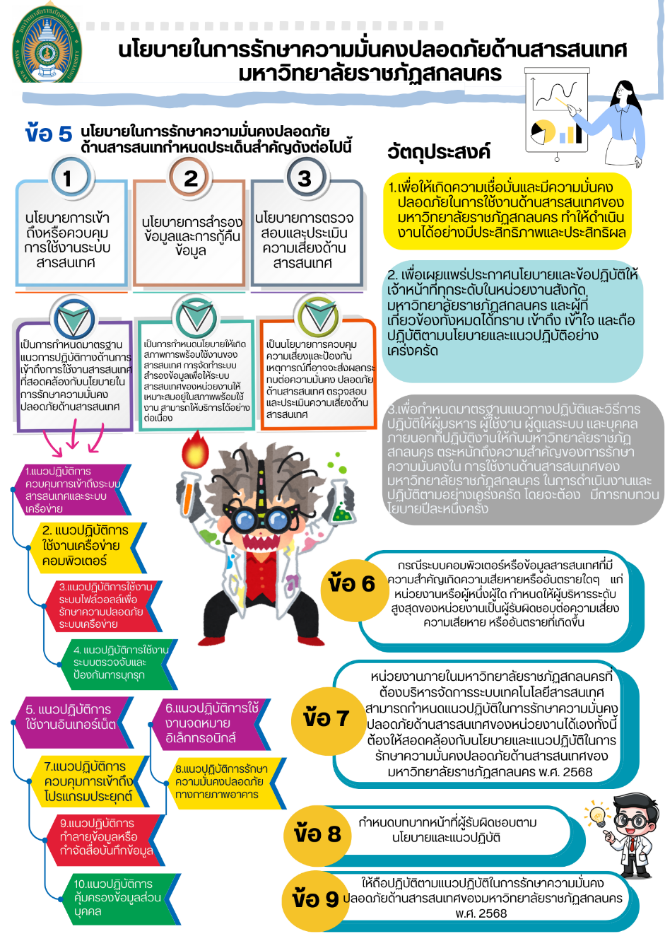 นโยบายในการรักษาความมั่นคงปลอดภัยด้านสารสนเทศ
มหาวิทยาลัยราชภัฏสกลนคร
ข้อ 5 นโยบายในการรักษาความมั่นคงปลอดภัย
ด้านสารสนเทกำหนดประเด็นสำคัญดังต่อไปนี้
1
นโยบายการเข้า
ถึงหรือควบคุม
การใช้งานระบบ
สารสนเทศ
2
นโยบายการสำรอง
ข้อมูลและการกู้คืน
ข้อมูล
3
นโยบายการตรวจ
สอบและประเมิน
ความเสี่ยงด้าน
สารสนเทศ
เป็นการกำหนดมาตรฐาน
แนวการปฏิบัติทางด้านการ
เข้าถึงการใช้งานสารสนเทศ
ที่สอดคล้องกับนโยบายใน
การรักษาความมั่นคง
ปลอดภัยด้านสารสนเทศ
เป็นการกำหนดนโยบายให้เกิด
สภาพการพร้อมใช้งานของ
สารสนเทศ การจัดทำระบบ
สำรองข้อมูลเพื่อให้ระบบ
สารสนเทศของหน่วยงานให้
เหมาะสมอยู่ในสภาพพร้อมใช้
งาน สามารถให้บริการได้อย่าง
ต่อเนื่อง
เป็นนโยบายการควบคุม
ความเสี่ยงและป้องกัน
เหตุการณ์ที่อาจจะส่งผลกระ
ทบต่อความมั่นคง ปลอดภัย
ด้านสารสนเทศ ตรวจสอบ
และประเมินความเสี่ยงด้าน
สารสนเทศ
วัตถุประสงค์
1.เพื่อให้เกิดความเชื่อมั่นและมีความมั่นคง
ปลอดภัยในการใช้งานด้านสารสนเทศของ
มหาวิทยาลัยราชภัฏสกลนคร ทำให้ดำเนิน
งานได้อย่างมีประสิทธิภาพและประสิทธิผล
2. เพื่อเผยแพร่ประกาศนโยบายและข้อปฏิบัติให้
เจ้าหน้าที่ทุกระดับในหน่วยงานสังกัด
มหาวิทยาลัยราชภัฏสกลนคร และผู้ที่
เกี่ยวข้องทั้งหมดได้ทราบ เข้าถึง เข้าใจ และถือ
ปฏิบัติตามนโยบายและแนวปฏิบัติอย่าง
เคร่งครัด
3.เพื่อกำหนดมาตรฐานแนวทางปฏิบัติและวิธีการ
ปฏิบัติให้ผู้บริหาร ผู้ใช้งาน ผู้ดูแลระบบ และบุคคล
ภายนอกที่ปฏิบัติงานให้กับมหาวิทยาลัยราชภัฏ
สกลนคร ตระหนักถึงความสำคัญของการรักษา
ความมั่นคงใน การใช้งานด้านสารสนเทศของ
มหาวิทยาลัยราชภัฏสกลนคร ในการดำเนินงานและ
ปฏิบัติตามอย่างเคร่งครัด โดยจะต้อง มีการทบทวน
นโยบายปีละหนึ่งครั้ง
1.แนวปฏิบัติการ
ควบคุมการเข้าถึงระบบ
สารสนเทศและระบบ
เครือข่าย
2. แนวปฏิบัติการ
ใช้งานเครือข่าย
คอมพิวเตอร์
3.แนวปฏิบัติการใช้งาน
ระบบไฟล์วอลล์เพื่อ
รักษาความปลอดภัย
ระบบเครือข่าย
4. แนวปฏิบัติการใช้งาน
ระบบตรวจจับและ
ป้องกันการบุกรุก
5. แนวปฏิบัติการ
ใช้งานอินเทอร์เน็ต
6.แนวปฏิบัติการใช้
งานจดหมาย
อิเล็กทรอนิกส์
7.แนวปฏิบัติการ
ควบคุมการเข้าถึง
โปรแกรมประยุกต์
8.แนวปฏิบัติการรักษา
ความมั่นคงปลอดภัย
ทางกายภาพอาคาร
9.แนวปฏิบัติการ
ทำลายข้อมูลหรือ
กำจัดสื่อบันทึกข้อมูล
10.แนวปฏิบัติการ
คุ้มครองข้อมูลส่วน
บุคคล
ข้อ 6
กรณีระบบคอมพิวเตอร์หรือข้อมูลสารสนเทศที่มี
ความสำคัญเกิดความเสียหายหรืออันตรายใดๆ แก่
หน่วยงานหรือผู้หนึ่งผู้ใด กำหนดให้ผู้บริหารระดับ
สูงสุดของหน่วยงานเป็นผู้รับผิดชอบต่อความเสี่ยง
ความเสียหาย หรืออันตรายที่เกิดขึ้น
ข้อ 7
หน่วยงานภายในมหาวิทยาลัยราชภัฏสกลนครที่
ต้องบริหารจัดการระบบเทคโนโลยีสารสนเทศ
สามารถกำหนดแนวปฏิบัติในการรักษาความมั่นคง
ปลอดภัยด้านสารสนเทศของหน่วยงานได้เองทั้งนี้
ต้องให้สอดคล้องกับนโยบายและแนวปฏิบัติในการ
รักษาความมั่นคงปลอดภัยด้านสารสนเทศของ
มหาวิทยาลัยราชภัฏสกลนคร พ.ศ. 2568
ข้อ 8
กำหนดบทบาทหน้าที่ผู้รับผิดชอบตาม
นโยบายและแนวปฏิบัติ
ข้อ 9
ให้ถือปฏิบัติตามแนวปฏิบัติในการรักษาความมั่นคง
ปลอดภัยด้านสารสนเทศของมหาวิทยาลัยราชภัฏสกลนคร
พ.ศ. 2568